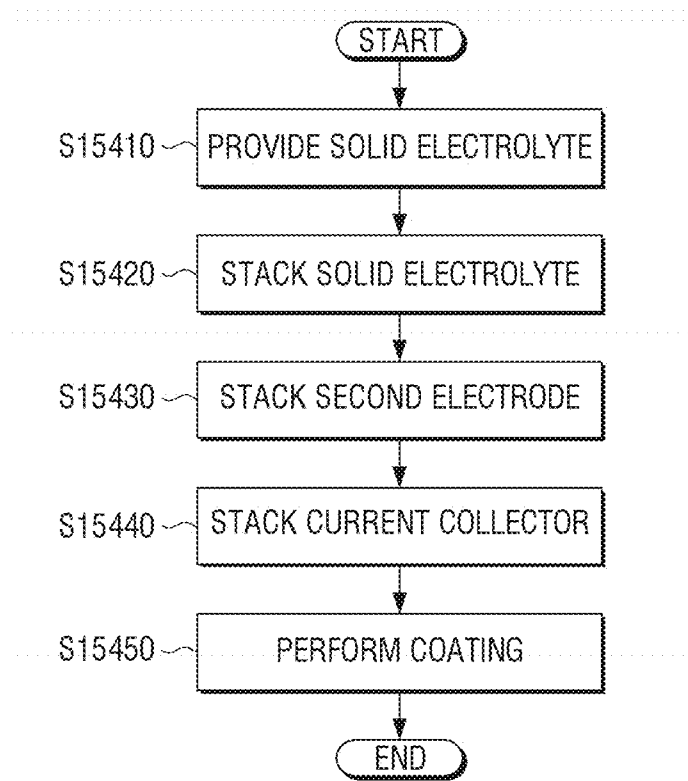 START
S15410 PROVIDE SOLID ELECTROLYTE
S15420 STACK SOLID ELECTROLYTE
S15430 STACK SECOND ELECTRODE
S15440 STACK CURRENT COLLECTOR
S15450 PERFORM COATING
END